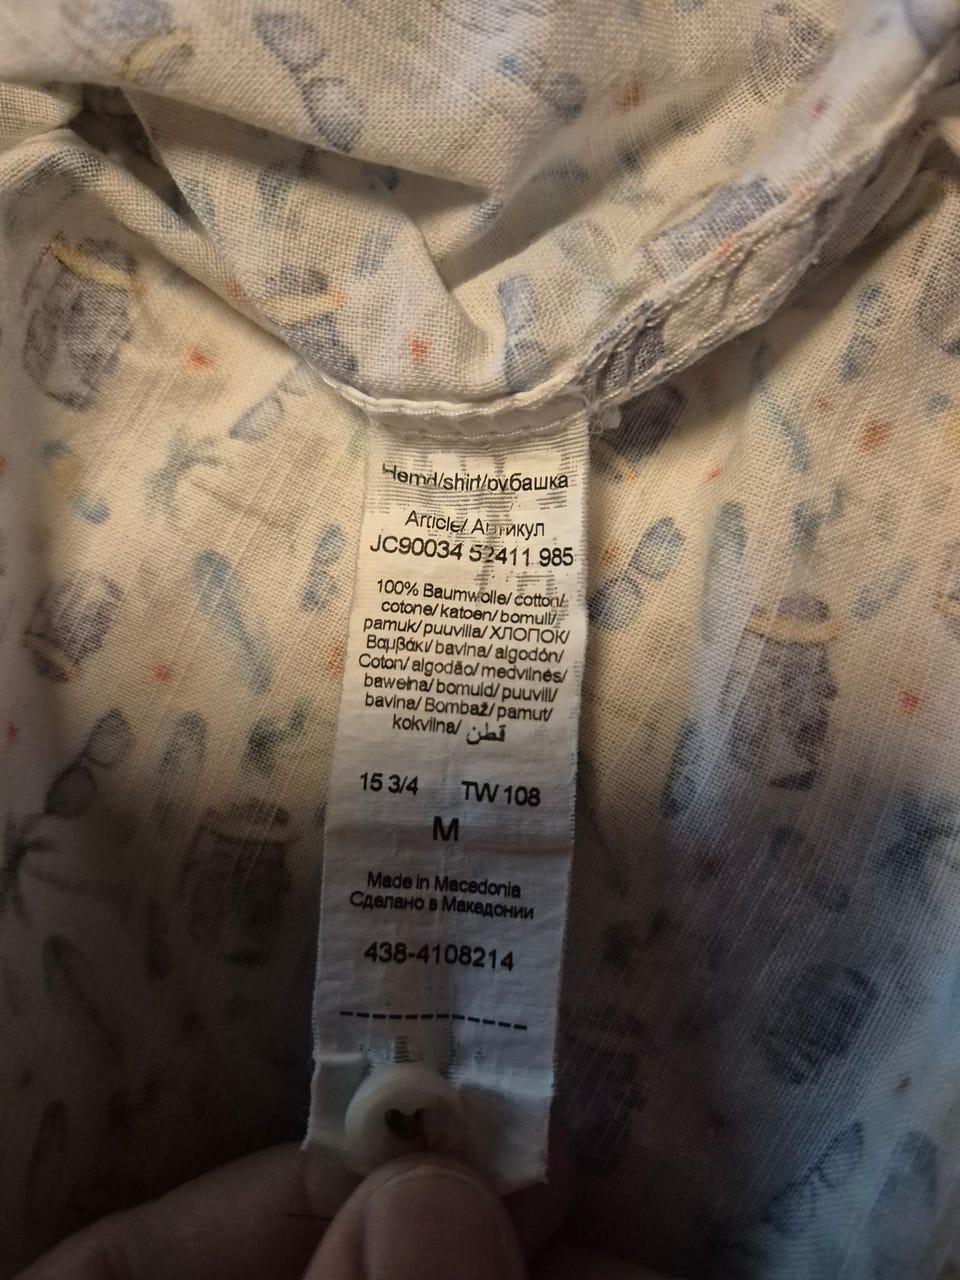 Hemd/shirt/рубашка
Article/ Артикул
JC90034 52411 985
100% Baumwolle/ cotton/
cotone/ katoen/ bomull/
pamuk/ puuvilla/ ХЛОПОК/
Βαμβάκι/ bavlna/ algodón/
Coton/ algodão/ medvilnės/
bawełna/ bomuld/ puuvill/
bavlna/ Bombaž/ pamut/
kokvilna/ قطن
15 3/4 TW 108
M
Made in Macedonia
Сделано в Македонии
438-4108214